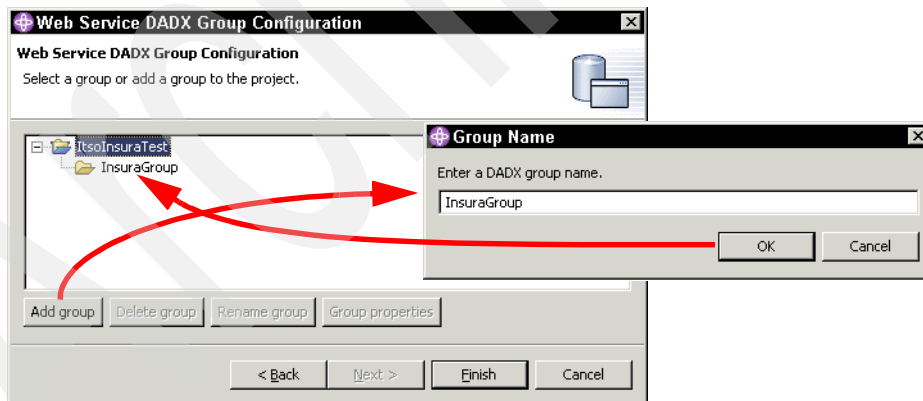 Web Service DADX Group Configuration
Web Service DADX Group Configuration
Select a group or add a group to the project.
ItsoInsuraTest
InsuraGroup
Group Name
Enter a DADX group name.
InsuraGroup
OK
Cancel
Add group
Delete group
Rename group
Group properties
< Back
Next >
Finish
Cancel